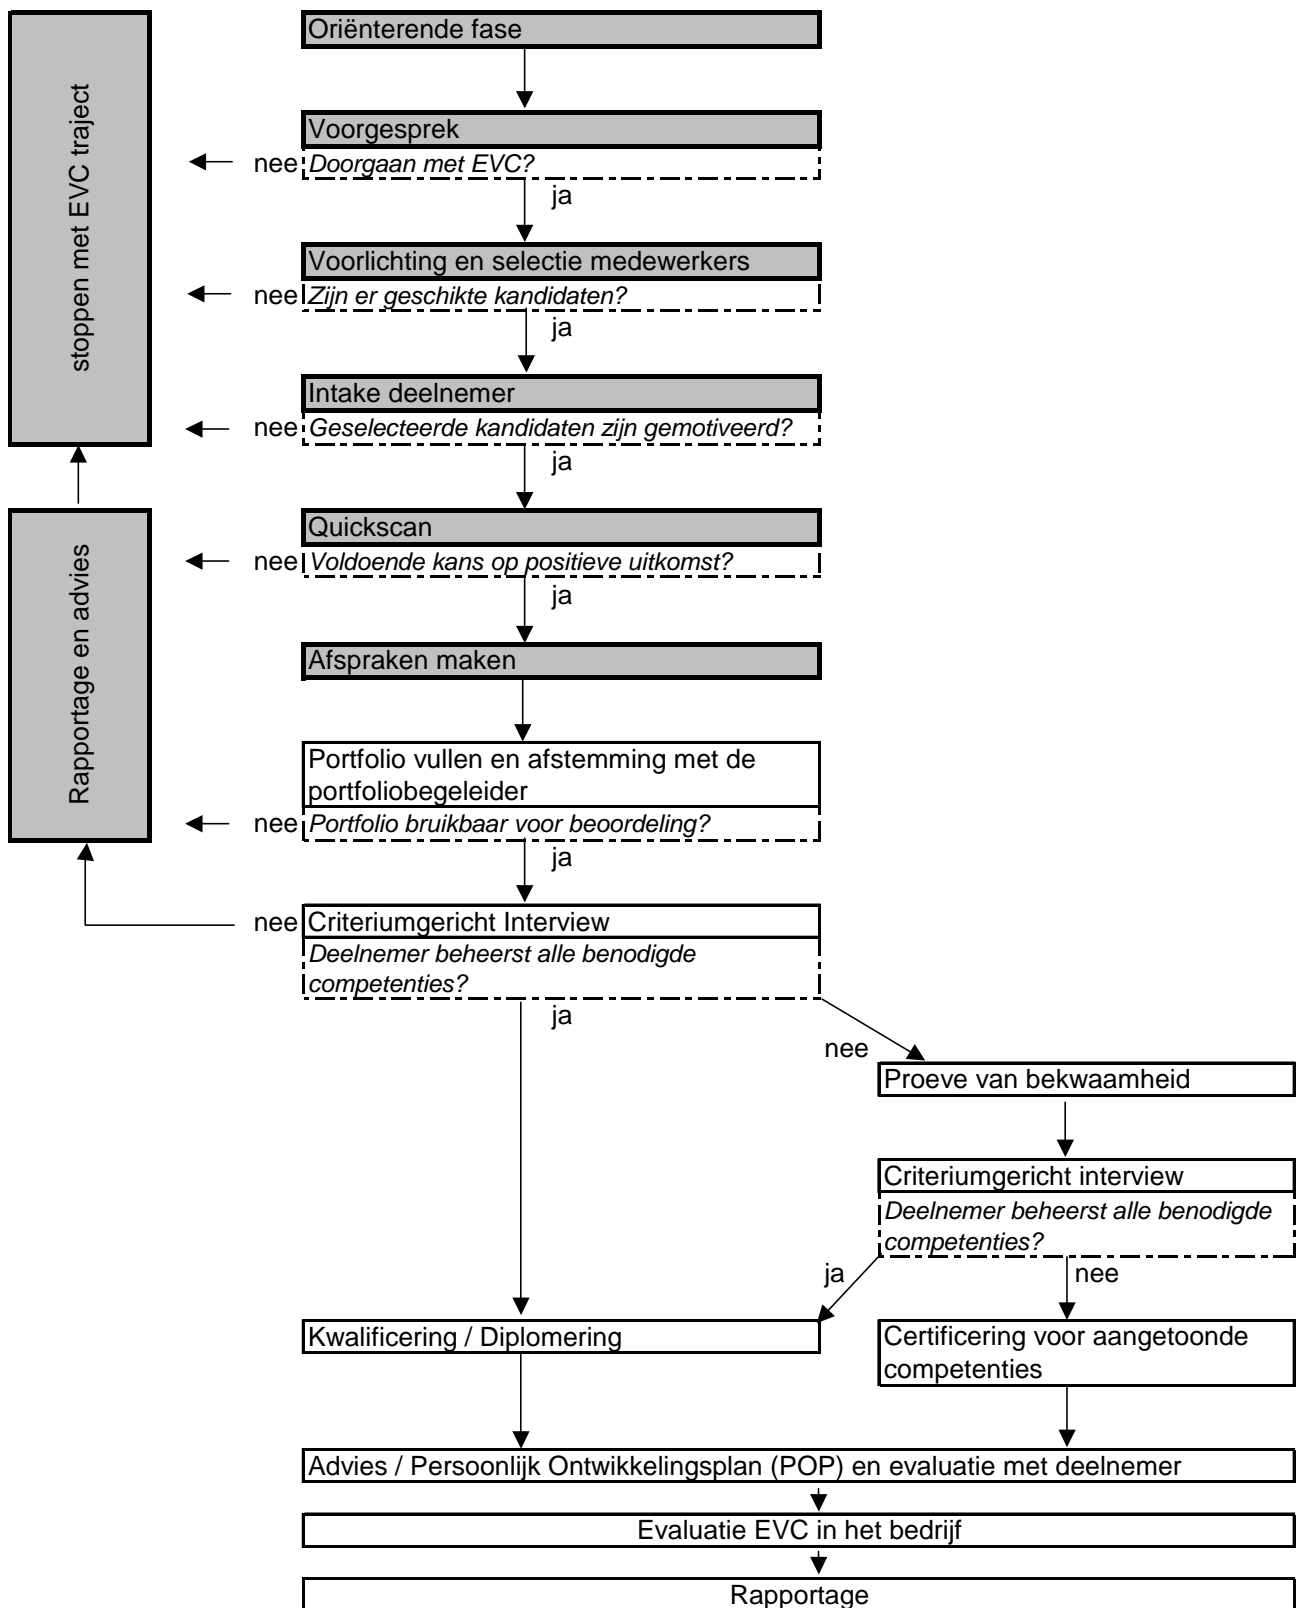 Oriënterende fase
stoppen met EVC traject
Voorgesprek
nee
Doorgaan met EVC?
ja
Voorlichting en selectie medewerkers
nee
Zijn er geschikte kandidaten?
ja
Intake deelnemer
nee
Geselecteerde kandidaten zijn gemotiveerd?
ja
Rapportage en advies
Quickscan
nee
Voldoende kans op positieve uitkomst?
ja
Afspraken maken
Portfolio vullen en afstemming met de
portfoliobegeleider
nee
Portfolio bruikbaar voor beoordeling?
ja
nee
Criteriumgericht Interview
Deelnemer beheerst alle benodigde
competenties?
ja
nee
Proeve van bekwaamheid
Criteriumgericht interview
Deelnemer beheerst alle benodigde
competenties?
ja
nee
Kwalificering / Diplomering
Certificering voor aangetoonde
competenties
Advies / Persoonlijk Ontwikkelingsplan (POP) en evaluatie met deelnemer
Evaluatie EVC in het bedrijf
Rapportage